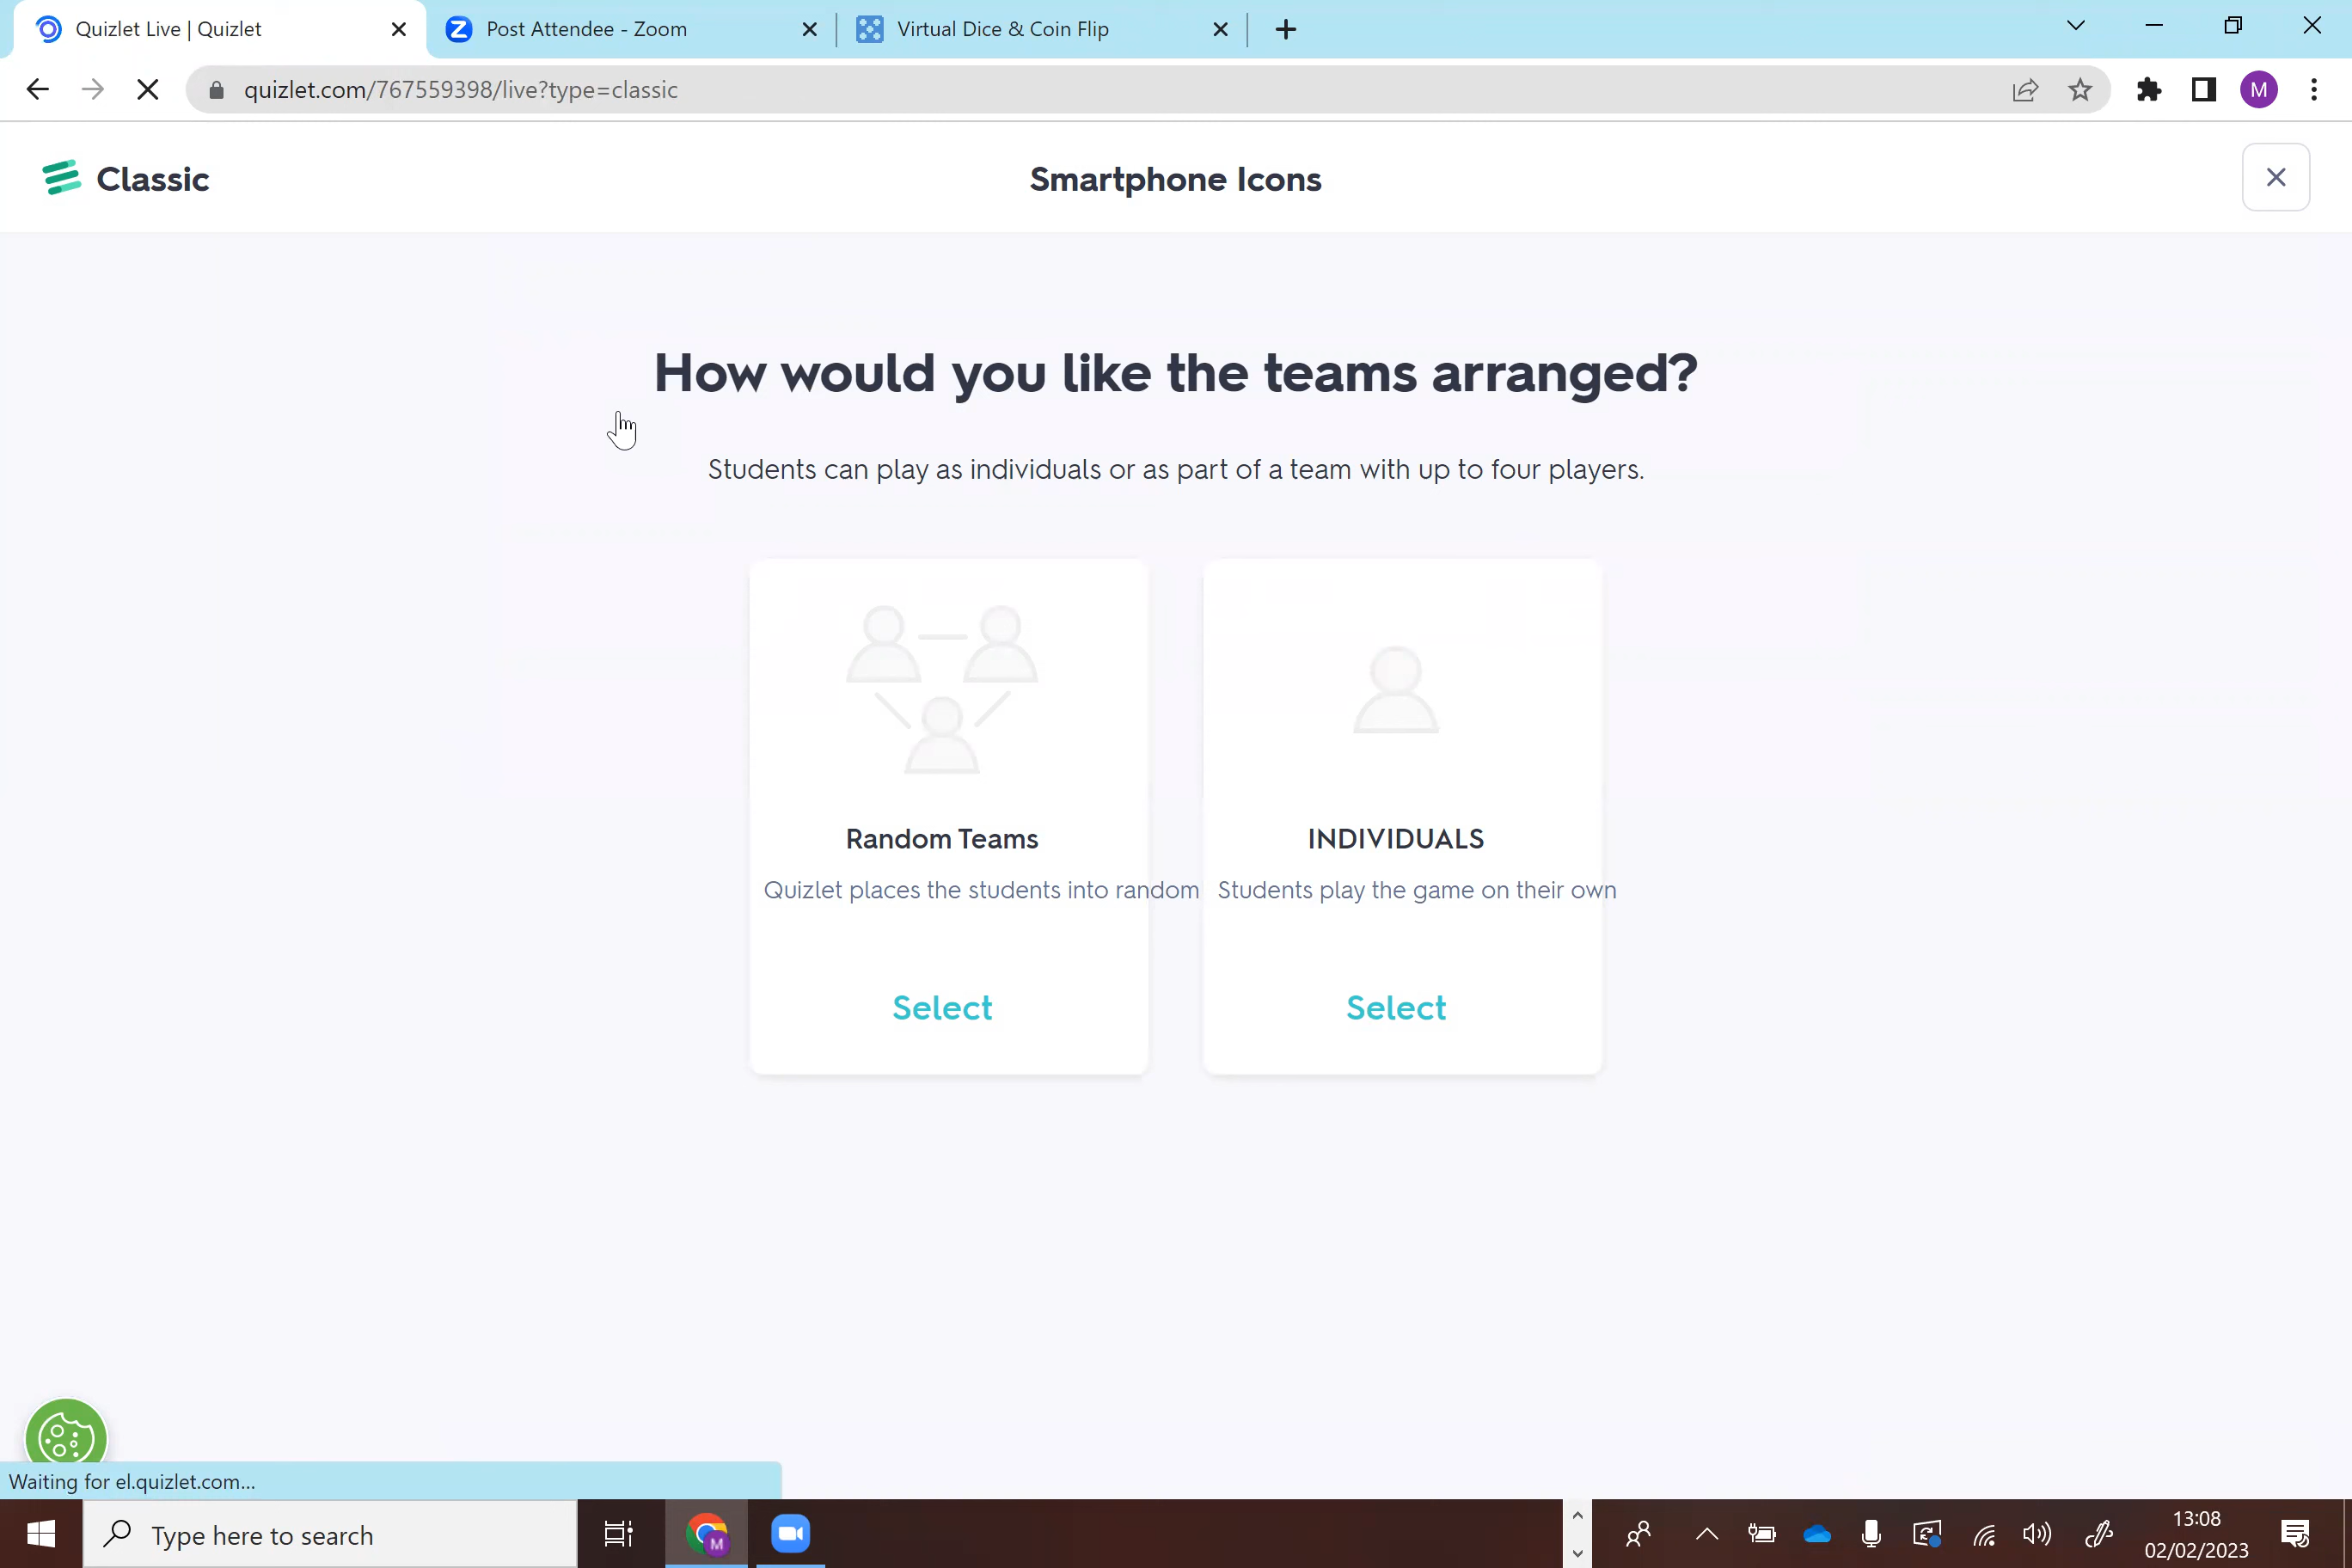 Quizlet Live | Quizlet
Post Attendee - Zoom
Virtual Dice & Coin Flip
quizlet.com/767559398/live?type=classic
M
Classic
Smartphone Icons
How would you like the teams arranged?
Students can play as individuals or as part of a team with up to four players.
Random Teams
Quizlet places the students into random
Select
INDIVIDUALS
Students play the game on their own
Select
Waiting for el.quizlet.com...
Type here to search
M
13:08
02/02/2023